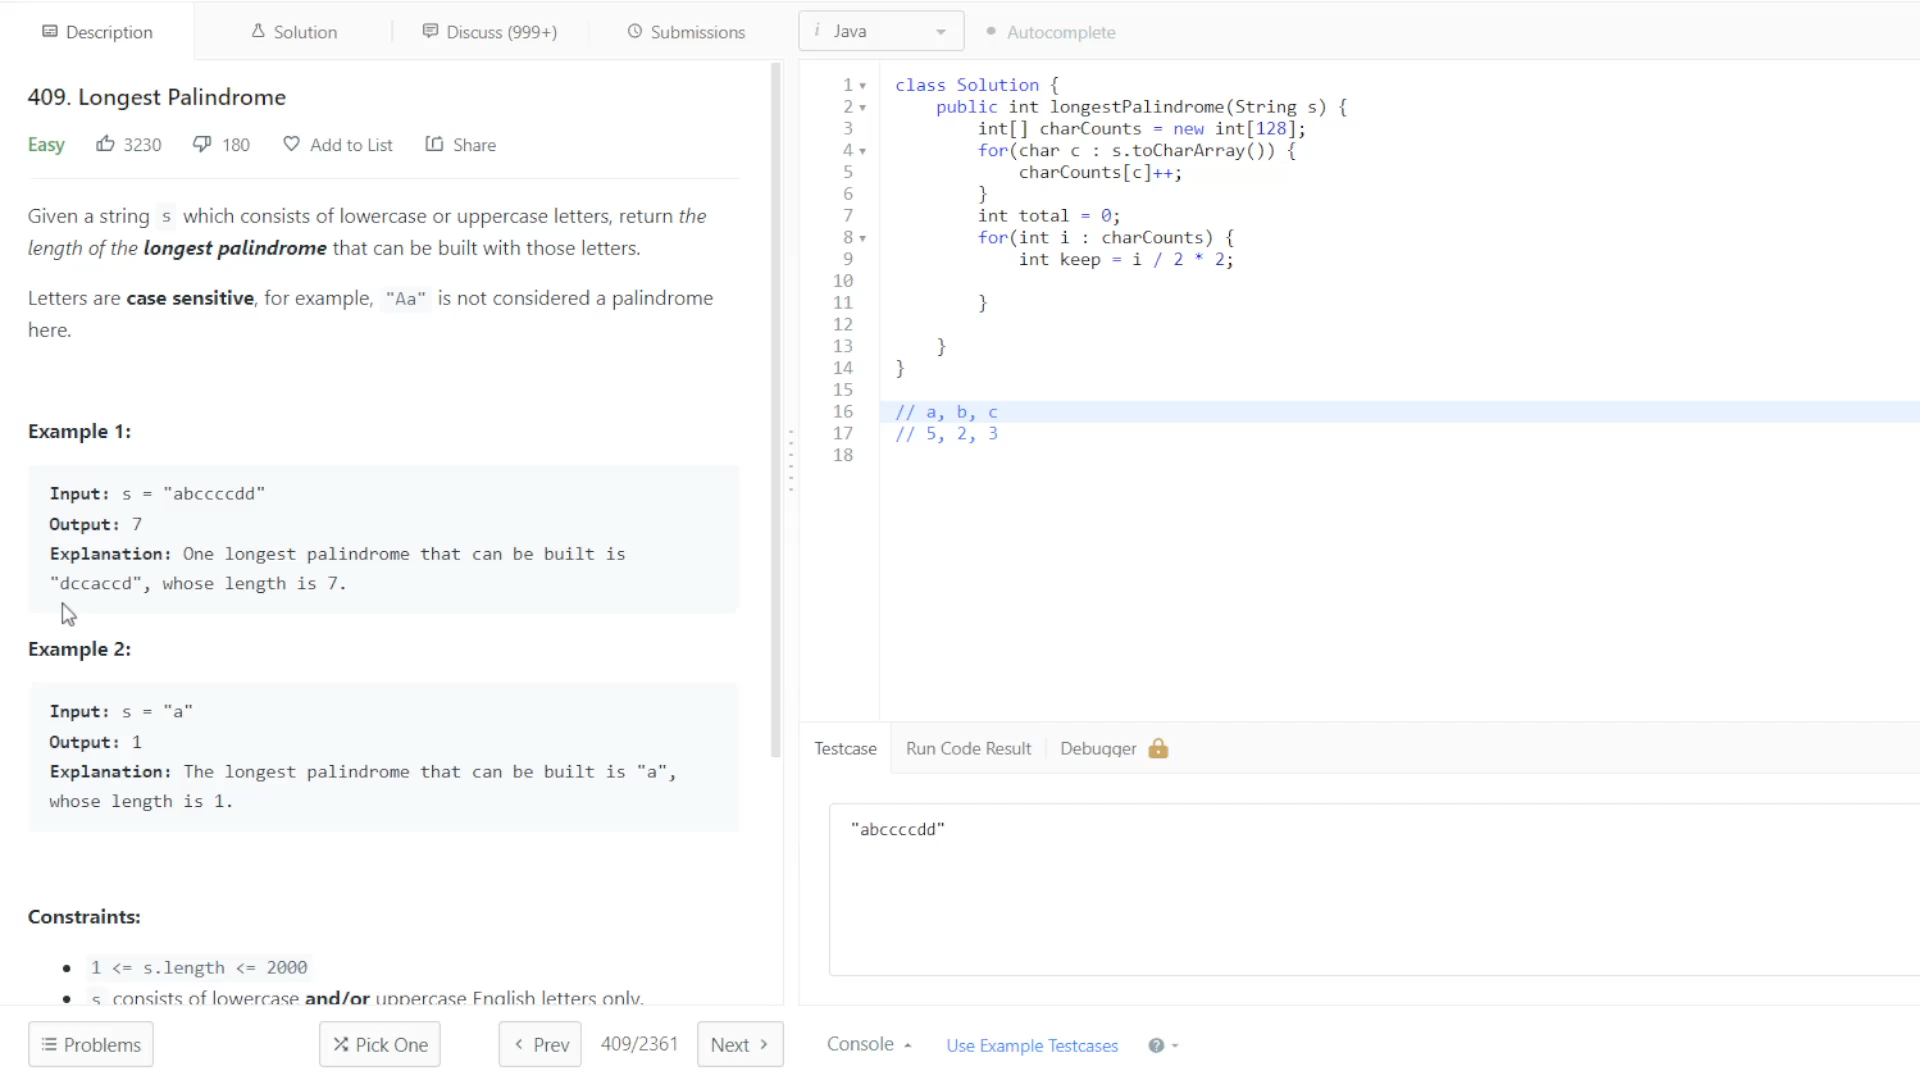 Description
Solution
Discuss (999+)
Submissions
i Java
Autocomplete
409. Longest Palindrome
Easy 3230 180 Add to List Share
Given a string s which consists of lowercase or uppercase letters, return the
length of the longest palindrome that can be built with those letters.
Letters are case sensitive, for example, "Aa" is not considered a palindrome
here.
Example 1:
Input: s = "abccccdd"
Output: 7
Explanation: One longest palindrome that can be built is
"dccaccd", whose length is 7.
Example 2:
Input: s = "a"
Output: 1
Explanation: The longest palindrome that can be built is "a",
whose length is 1.
Constraints:
• 1 <= s.length <= 2000
• s consists of lowercase and/or uppercase English letters only.
Problems
Pick One
< Prev
409/2361
Next >
1 class Solution {
2 public int longestPalindrome(String s) {
3 int[] charCounts = new int[128];
4 for(char c : s.toCharArray()) {
5 charCounts[c]++;
6 }
7 int total = 0;
8 for(int i : charCounts) {
9 int keep = i / 2 * 2;
10
11 }
12
13 }
14 }
15
16 // a, b, c
17 // 5, 2, 3
18
Testcase
Run Code Result
Debugger
"abccccdd"
Console
Use Example Testcases
?